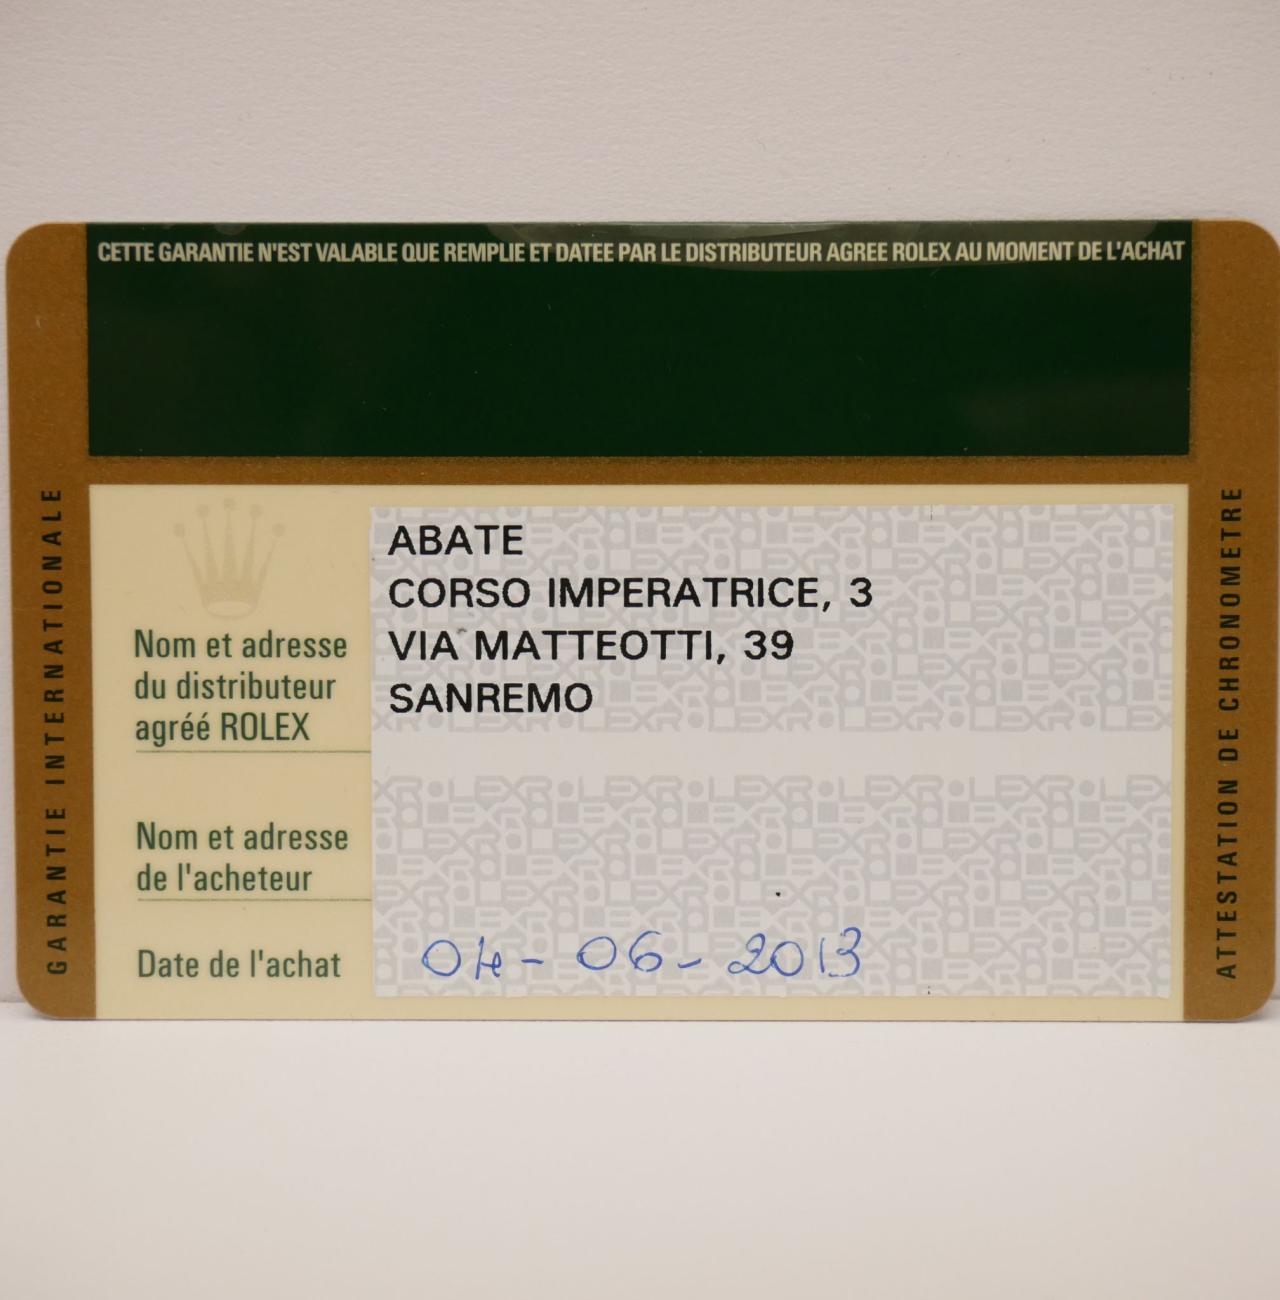 CETTE GARANTIE N'EST VALABLE QUE REMPLIE ET DATEE PAR LE DISTRIBUTEUR AGREE ROLEX AU MOMENT DE L'ACHAT
GARANTIE INTERNATIONALE
Nom et adresse
du distributeur
agréé ROLEX
ABATE
CORSO IMPERATRICE, 3
VIA MATTEOTTI, 39
SANREMO
Nom et adresse
de l'acheteur
Date de l'achat
04-06-2013
ATTESTATION DE CHRONOMETRE